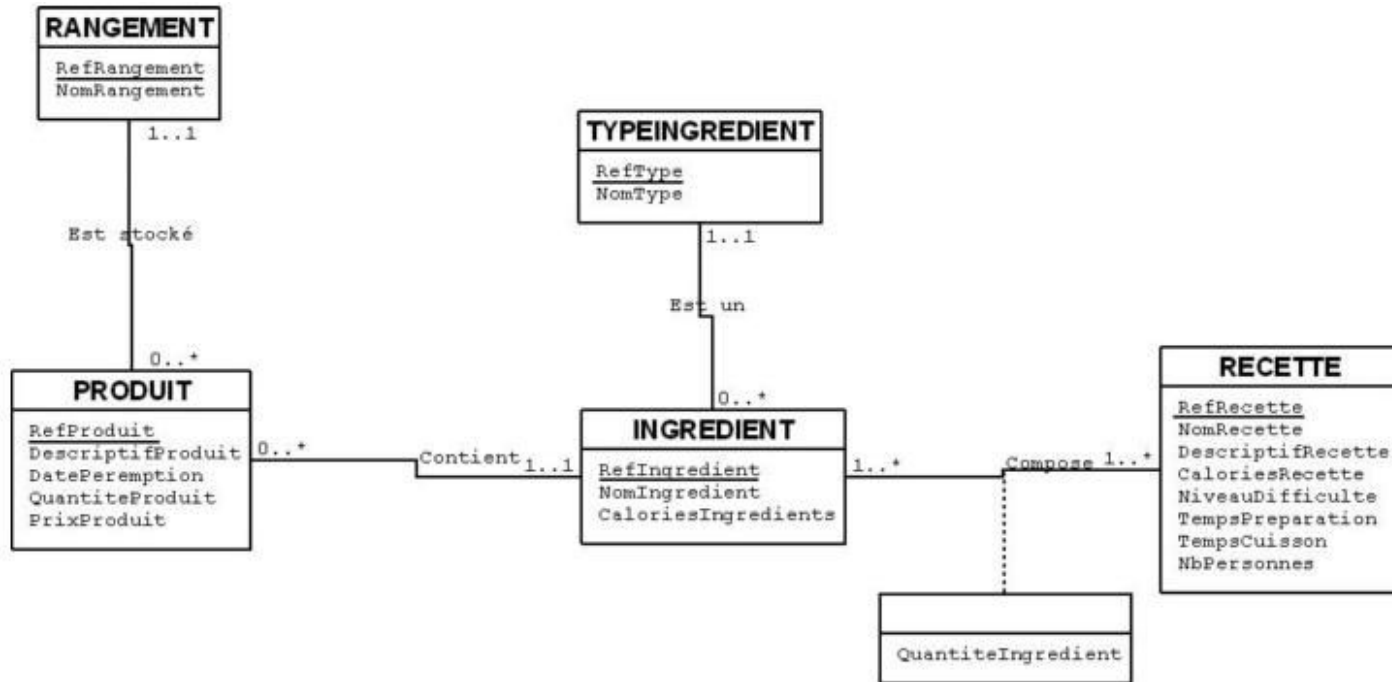 RANGEMENT
RefRangement
NomRangement
1..1
Est stocké
0..*
PRODUIT
RefProduit
DescriptifProduit
DatePeremption
QuantiteProduit
PrixProduit
0..*
Contient
1..1
TYPEINGREDIENT
RefType
NomType
1..1
Est un
0..*
INGREDIENT
RefIngredient
NomIngredient
CaloriesIngredients
1..*
Compose
1..*
RECETTE
RefRecette
NomRecette
DescriptifRecette
CaloriesRecette
NiveauDifficulte
TempsPreparation
TempsCuisson
NbPersonnes
QuantiteIngredient